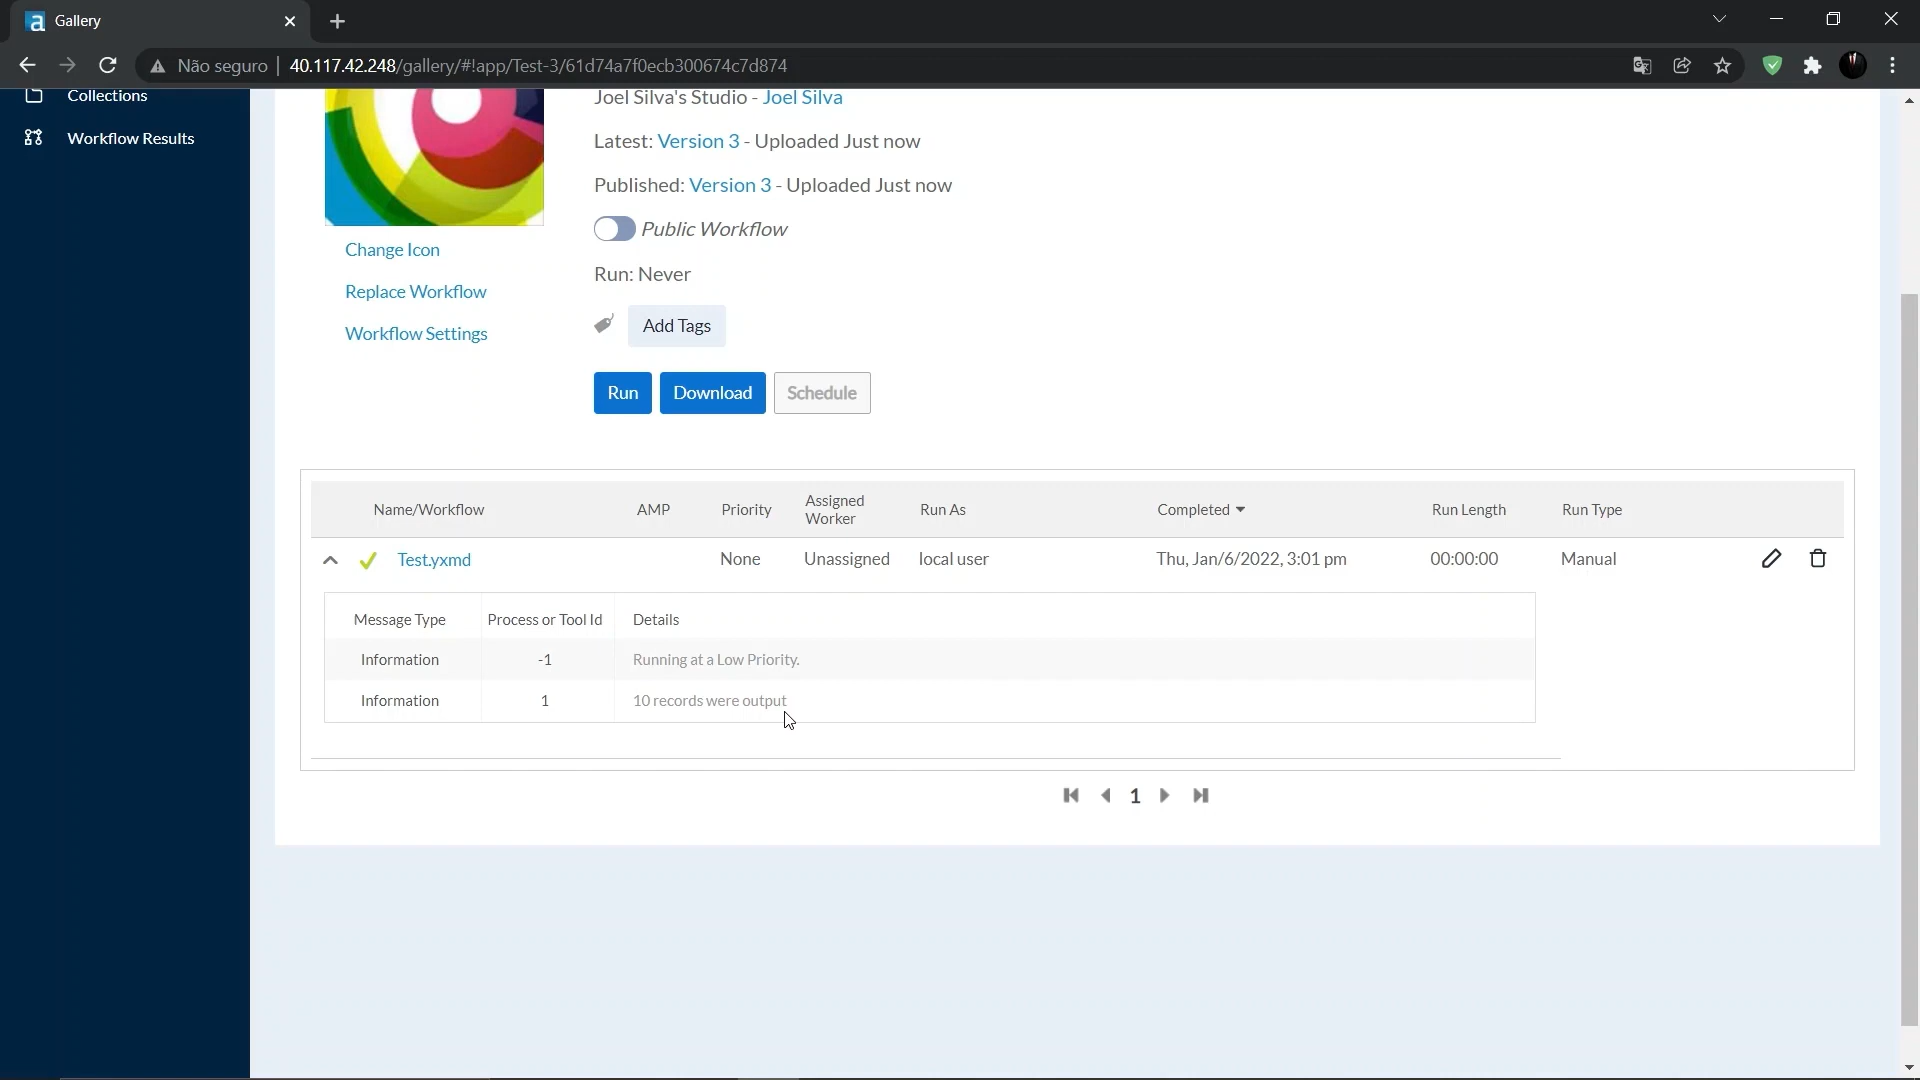 Gallery
Não seguro | 40.117.42.248/gallery/#!app/Test-3/61d74a7f0ecb300674c7d874
Collections
Workflow Results
Joel Silva's Studio - Joel Silva
Latest: Version 3 - Uploaded Just now
Published: Version 3 - Uploaded Just now
Public Workflow
Run: Never
Add Tags
Change Icon
Replace Workflow
Workflow Settings
Run Download Schedule
Name/Workflow AMP Priority Assigned Worker Run As Completed Run Length Run Type
Test.yxmd None Unassigned local user Thu, Jan/6/2022, 3:01 pm 00:00:00 Manual
Message Type Process or Tool Id Details
Information -1 Running at a Low Priority.
Information 1 10 records were output
1